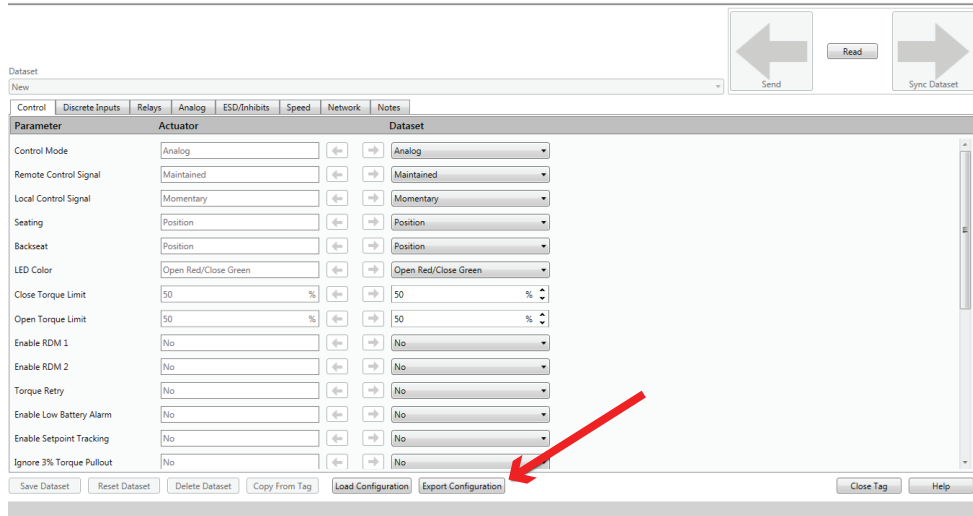 Read
Send
Sync Dataset
Dataset
New
Control Discrete Inputs Relays Analog ESD/Inhibits Speed Network Notes
Parameter Actuator Dataset
Control Mode Analog Analog
Remote Control Signal Maintained Maintained
Local Control Signal Momentary Momentary
Seating Position Position
Backseat Position Position
LED Color Open Red/Close Green Open Red/Close Green
Close Torque Limit 50 % 50 %
Open Torque Limit 50 % 50 %
Enable RDM 1 No No
Enable RDM 2 No No
Torque Retry No No
Enable Low Battery Alarm No No
Enable Setpoint Tracking No No
Ignore 3% Torque Pullout No No
Save Dataset Reset Dataset Delete Dataset Copy From Tag Load Configuration Export Configuration Close Tag Help